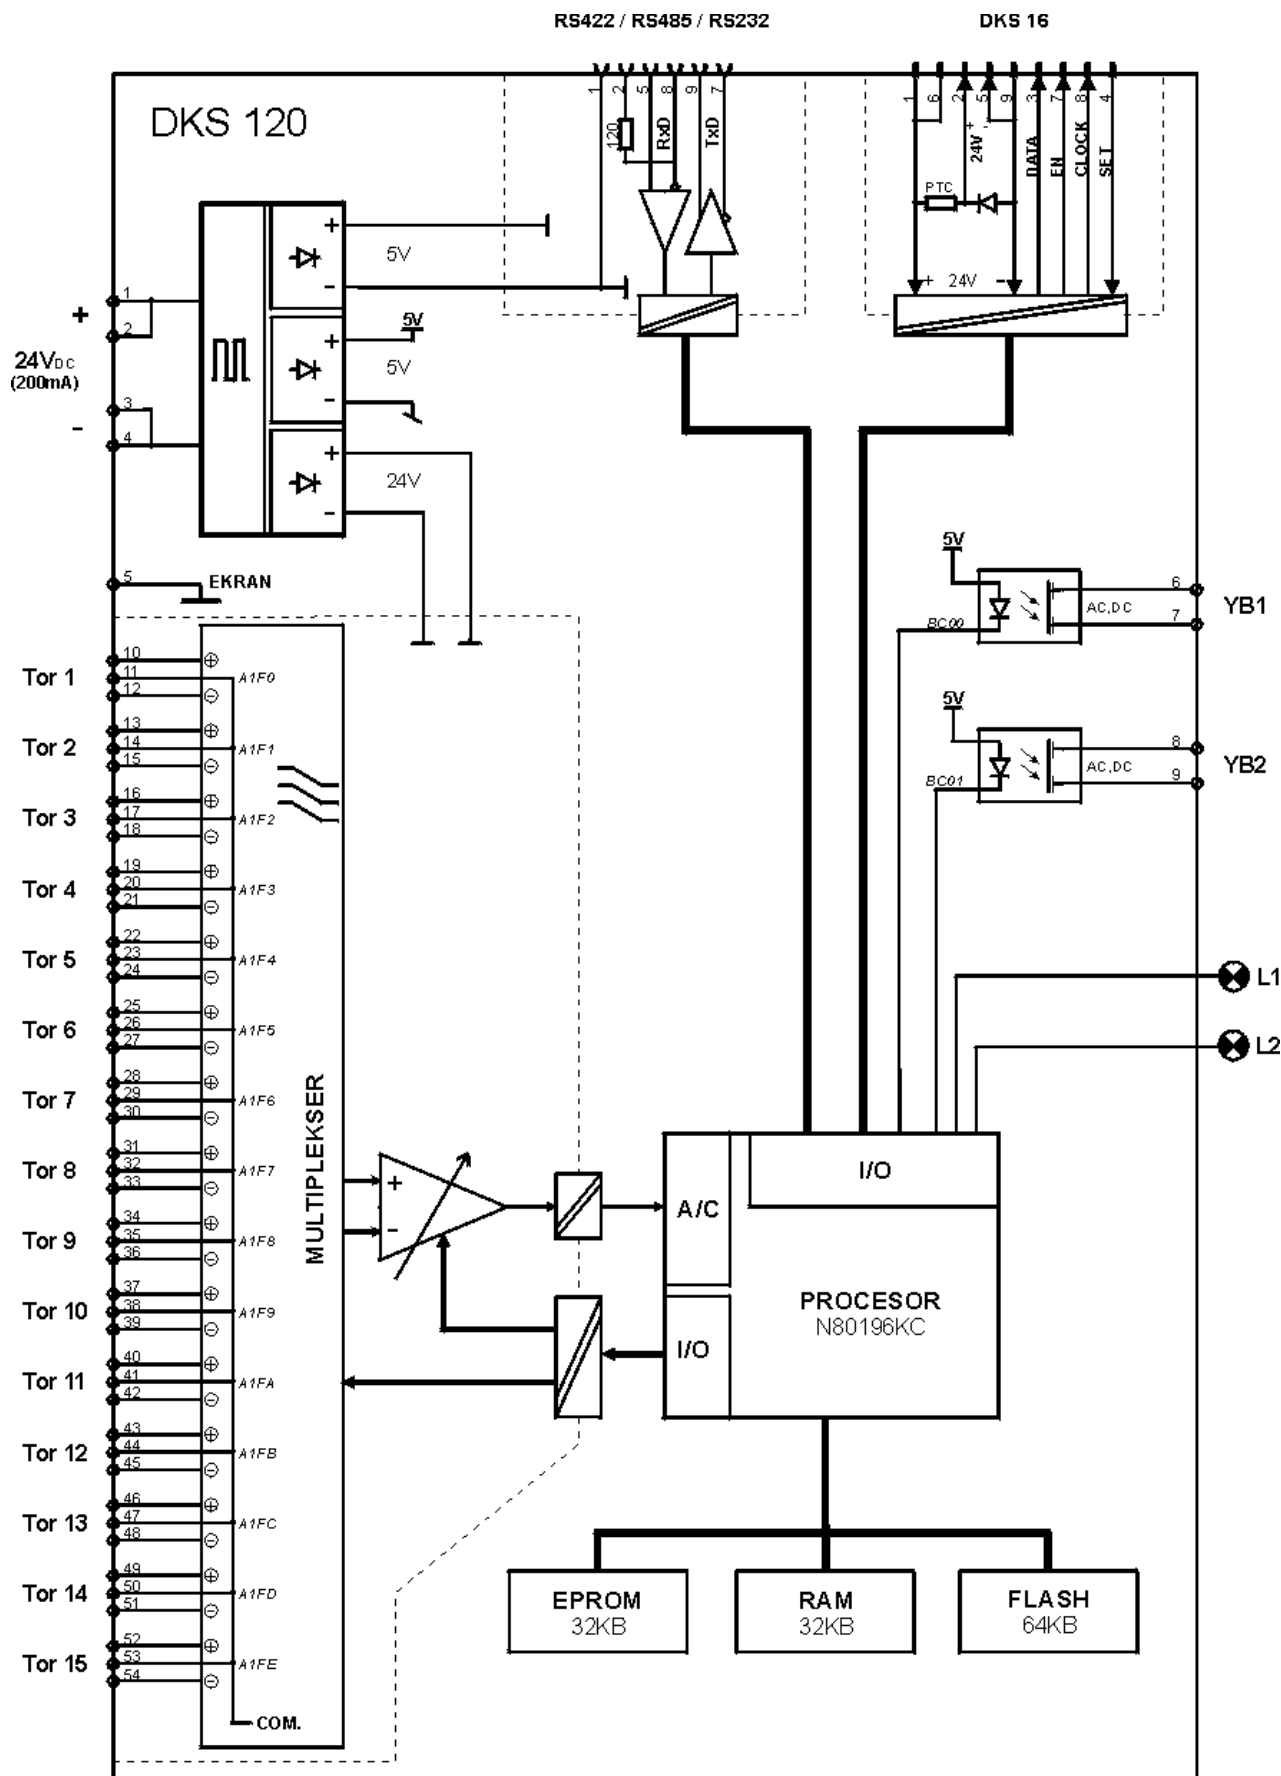 RS422 / RS485 / RS232
DKS 16
1 2 5 8 9 7
1 6 2 5 9 3 7 8 4
DKS 120
120
RxD
TxD
24V
+ -
DATA
EN
CLOCK
SET
PTC
+ 24V -
+
5V
-
5V
+
5V
-
+
24V
-
+
1
2
24VDC
(200mA)
3
-
4
5
EKRAN
5V
BC00
AC,DC
6
7
YB1
5V
BC01
AC,DC
8
9
YB2
L1
L2
10
Tor 1 11 A1F0
12
13
Tor 2 14 A1F1
15
16
Tor 3 17 A1F2
18
19
Tor 4 20 A1F3
21
22
Tor 5 23 A1F4
24
25
Tor 6 26 A1F5
27
28
Tor 7 29 A1F6
30
31
Tor 8 32 A1F7
33
34
Tor 9 35 A1F8
36
37
Tor 10 38 A1F9
39
40
Tor 11 41 A1FA
42
43
Tor 12 44 A1FB
45
46
Tor 13 47 A1FC
48
49
Tor 14 50 A1FD
51
52
Tor 15 53 A1FE
54
COM.
MULTIPLEKSER
+
-
A/C
I/O
PROCESOR
N80196KC
I/O
EPROM
32KB
RAM
32KB
FLASH
64KB